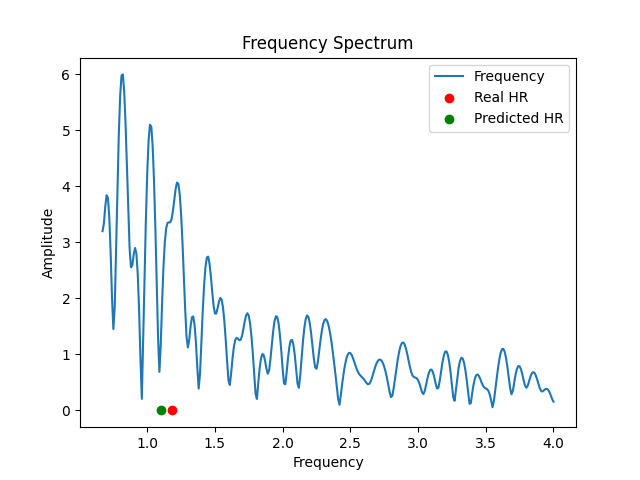 Frequency Spectrum
Frequency
Real HR
Predicted HR
Amplitude
6
5
4
3
2
1
0
1.0 1.5 2.0 2.5 3.0 3.5 4.0
Frequency